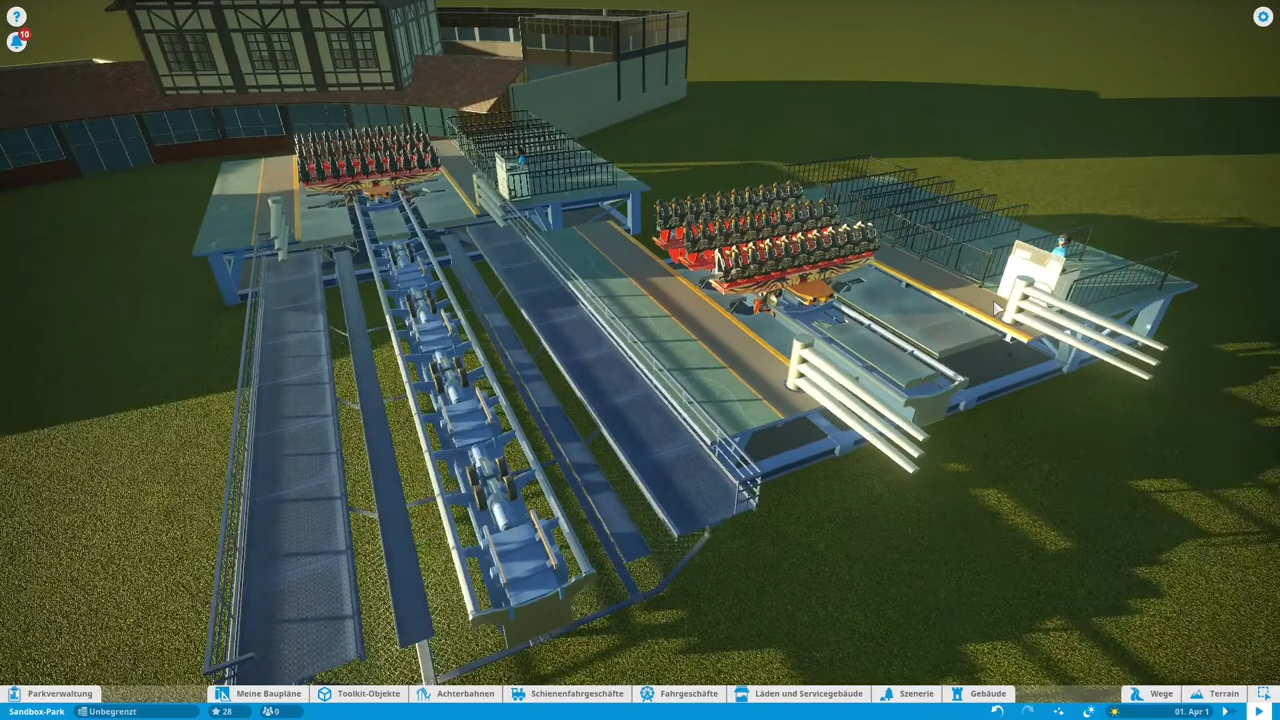 ?
10
Parkverwaltung
Meine Baupläne
Toolkit-Objekte
Achterbahnen
Schienenfahrgeschäfte
Fahrgeschäfte
Läden und Servicegebäude
Szenerie
Gebäude
Wege
Terrain
Sandbox-Park
Unbegrenzt
28
0
01. Apr 1